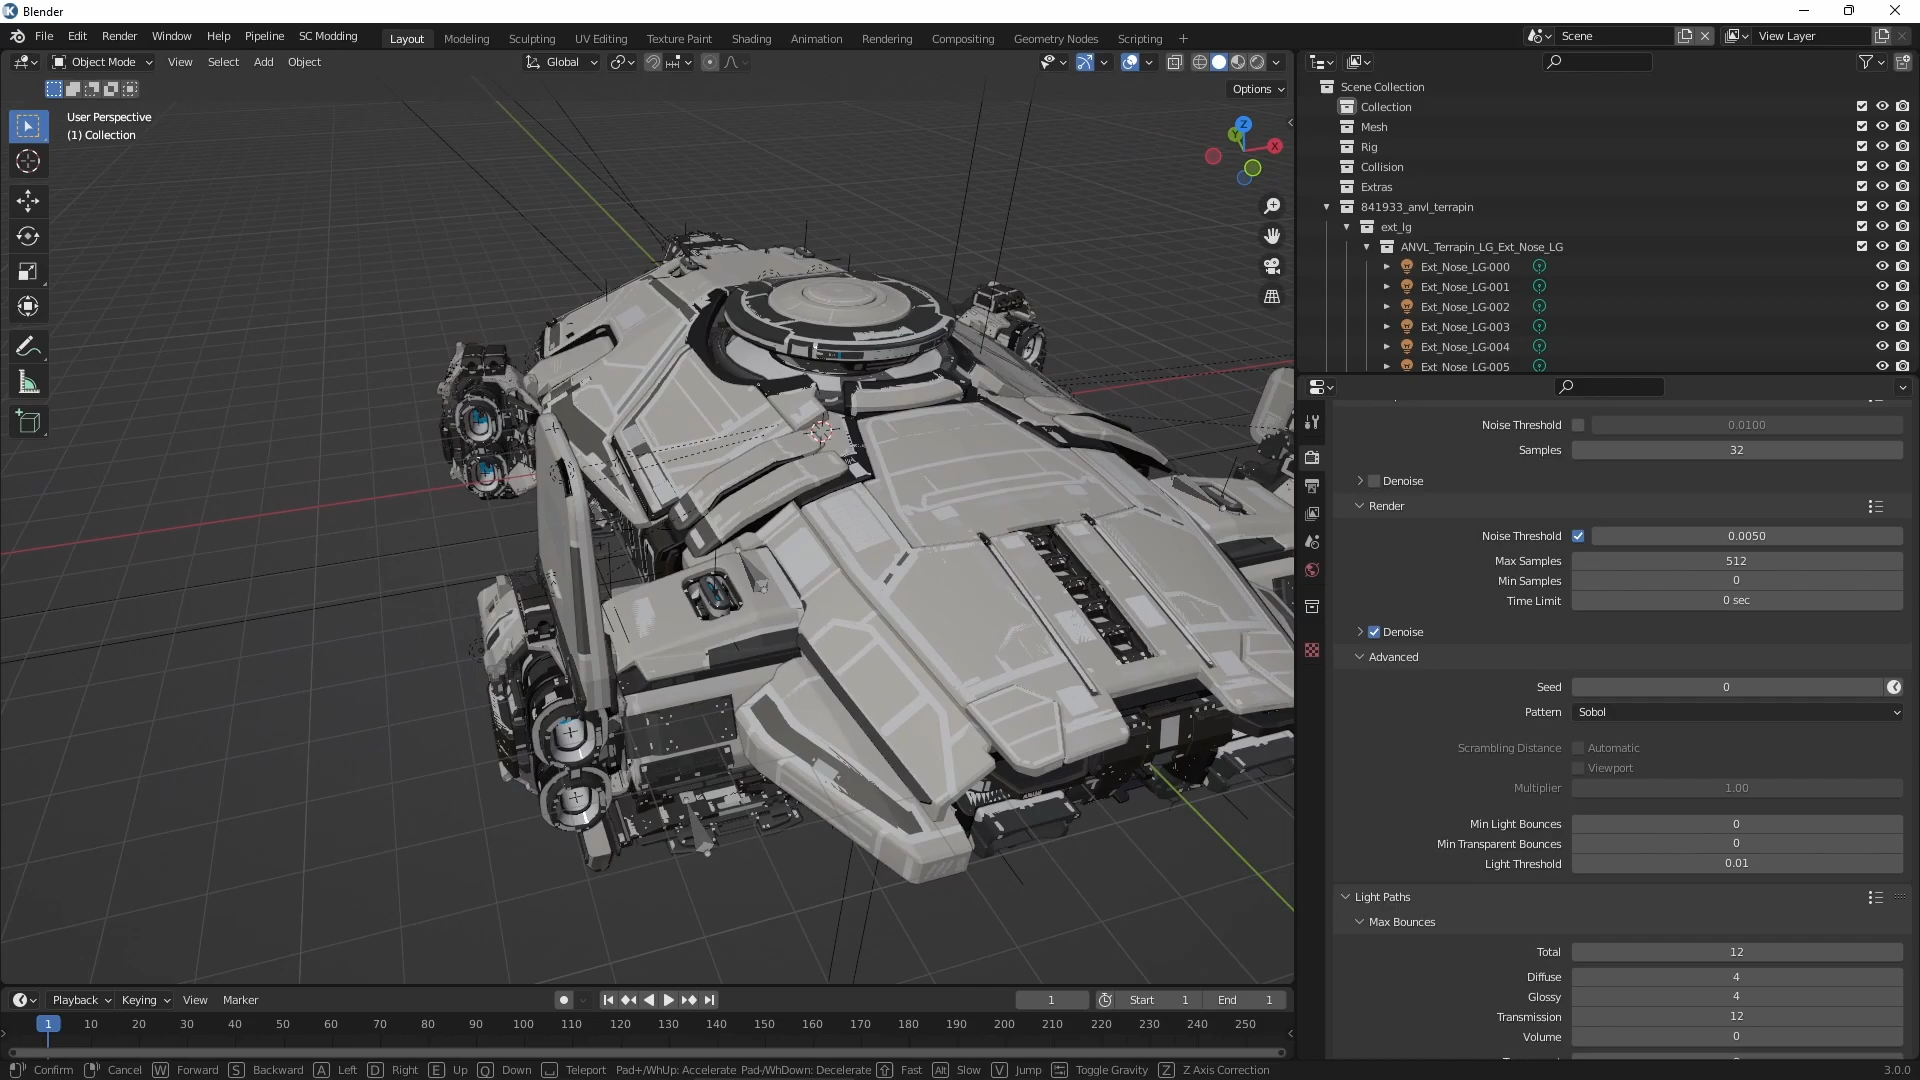 Blender
File Edit Render Window Help Pipeline SC Modding Layout Modeling Sculpting UV Editing Texture Paint Shading Animation Rendering Compositing Geometry Nodes Scripting + Scene View Layer
Object Mode View Select Add Object Global
Options
User Perspective
(1) Collection
Z
Y
X
Scene Collection
Collection
Mesh
Rig
Collision
Extras
841933_anvl_terrapin
ext_lg
ANVL_Terrapin_LG_Ext_Nose_LG
Ext_Nose_LG-000
Ext_Nose_LG-001
Ext_Nose_LG-002
Ext_Nose_LG-003
Ext_Nose_LG-004
Ext_Nose_LG-005
Noise Threshold 0.0100
Samples 32
Denoise
Render
Noise Threshold 0.0050
Max Samples 512
Min Samples 0
Time Limit 0 sec
Denoise
Advanced
Seed 0
Pattern Sobol
Scrambling Distance Automatic
Viewport
Multiplier 1.00
Min Light Bounces 0
Min Transparent Bounces 0
Light Threshold 0.01
Light Paths
Max Bounces
Total 12
Diffuse 4
Glossy 4
Transmission 12
Volume 0
Playback Keying View Marker 1 Start 1 End 1
1 10 20 30 40 50 60 70 80 90 100 110 120 130 140 150 160 170 180 190 200 210 220 230 240 250
Confirm Cancel W Forward S Backward A Left D Right E Up Q Down Teleport Pad+/WhUp: Accelerate Pad-/WhDown: Decelerate Fast Alt Slow V Jump Toggle Gravity Z Z Axis Correction 3.0.0